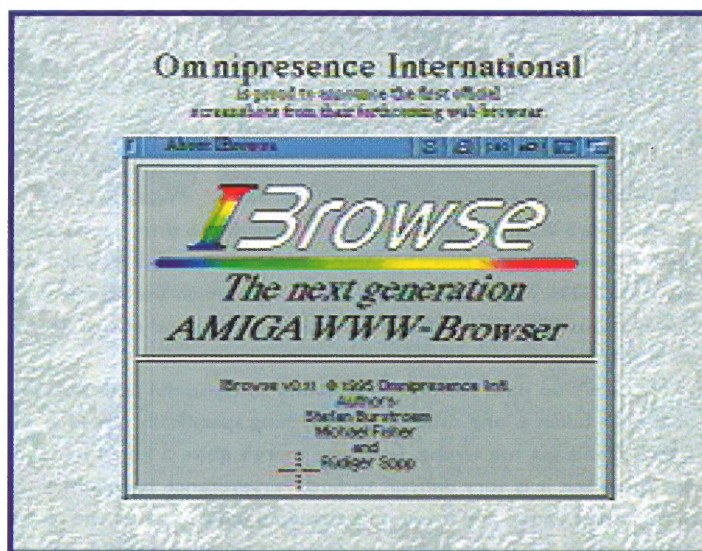 Omnipresence International
is proud to announce the first official
screenshots from their forthcoming web browser.
About IBrowse
IBrowse
The next generation
AMIGA WWW-Browser
IBrowse v0.11 © 1995 Omnipresence Intl.
Authors:
Stefan Burstroem
Michael Fisher
and
Rüdiger Sopp